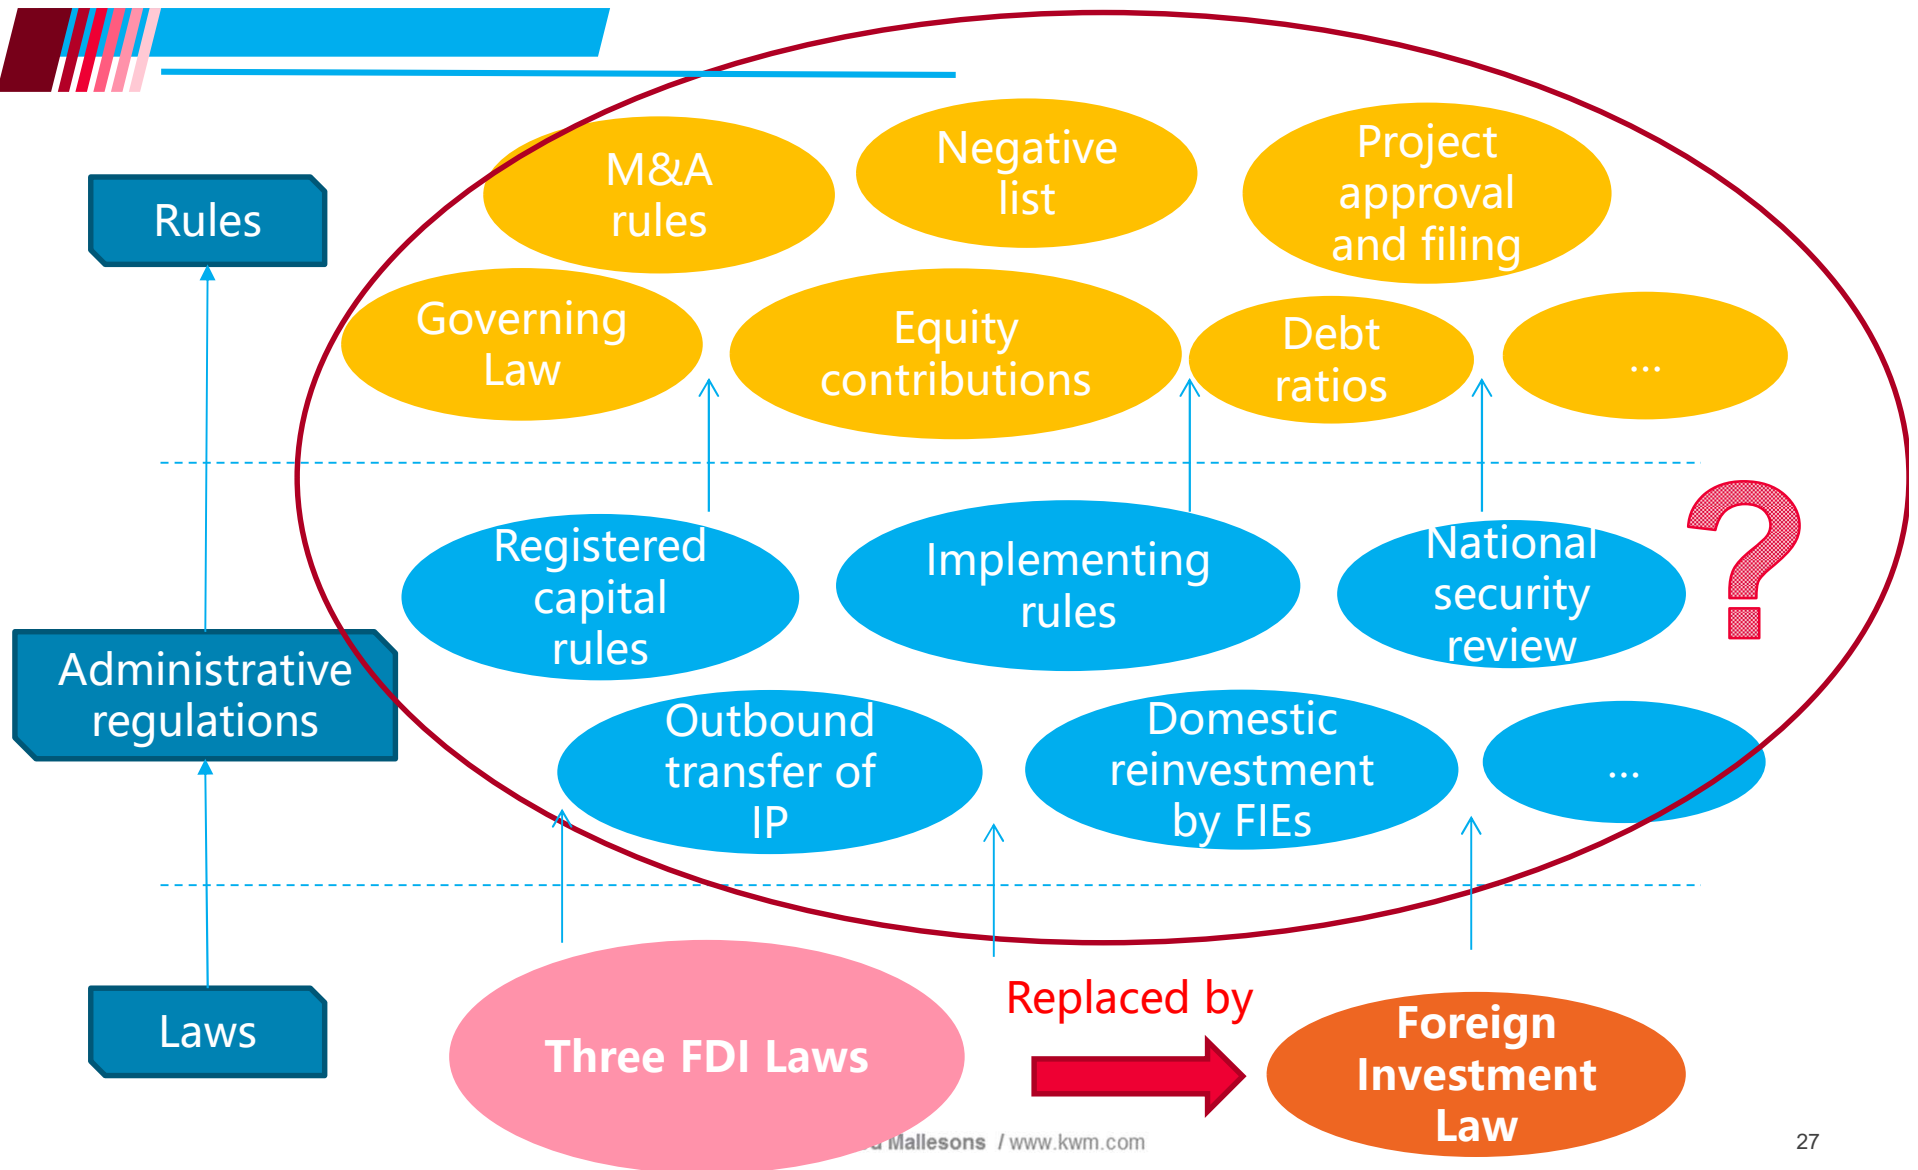 M&A
rules
Negative
list
Project
approval
and filing
Rules
Governing
Law
Equity
contributions
Debt
ratios
...
Registered
capital
rules
Implementing
rules
National
security
review
?
Administrative
regulations
Outbound
transfer of
IP
Domestic
reinvestment
by FIEs
...
Laws
Three FDI Laws
Replaced by
Foreign
Investment
Law
Mallesons / www.kwm.com
27